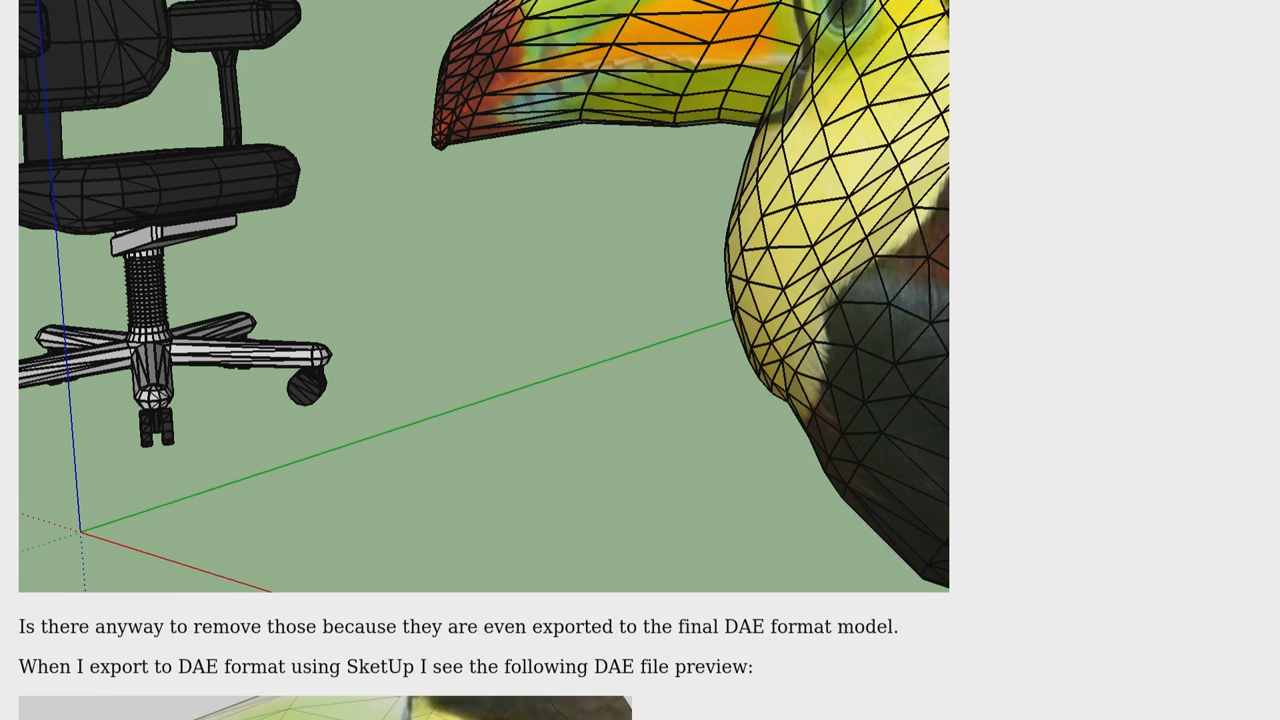 Is there anyway to remove those because they are even exported to the final DAE format model.
When I export to DAE format using SketUp I see the following DAE file preview: